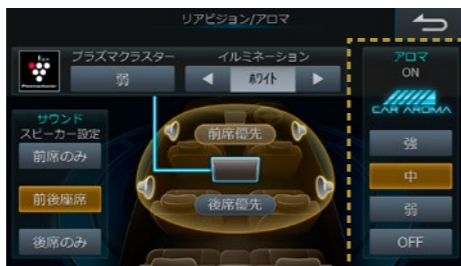 リアビジョン/アロマ
プラズマクラスター
弱
イルミネーション
ホワイト
サウンド
スピーカー設定
前席のみ
前後座席
後席のみ
前席優先
後席優先
アロマ
ON
CAR AROMA
強
中
弱
OFF